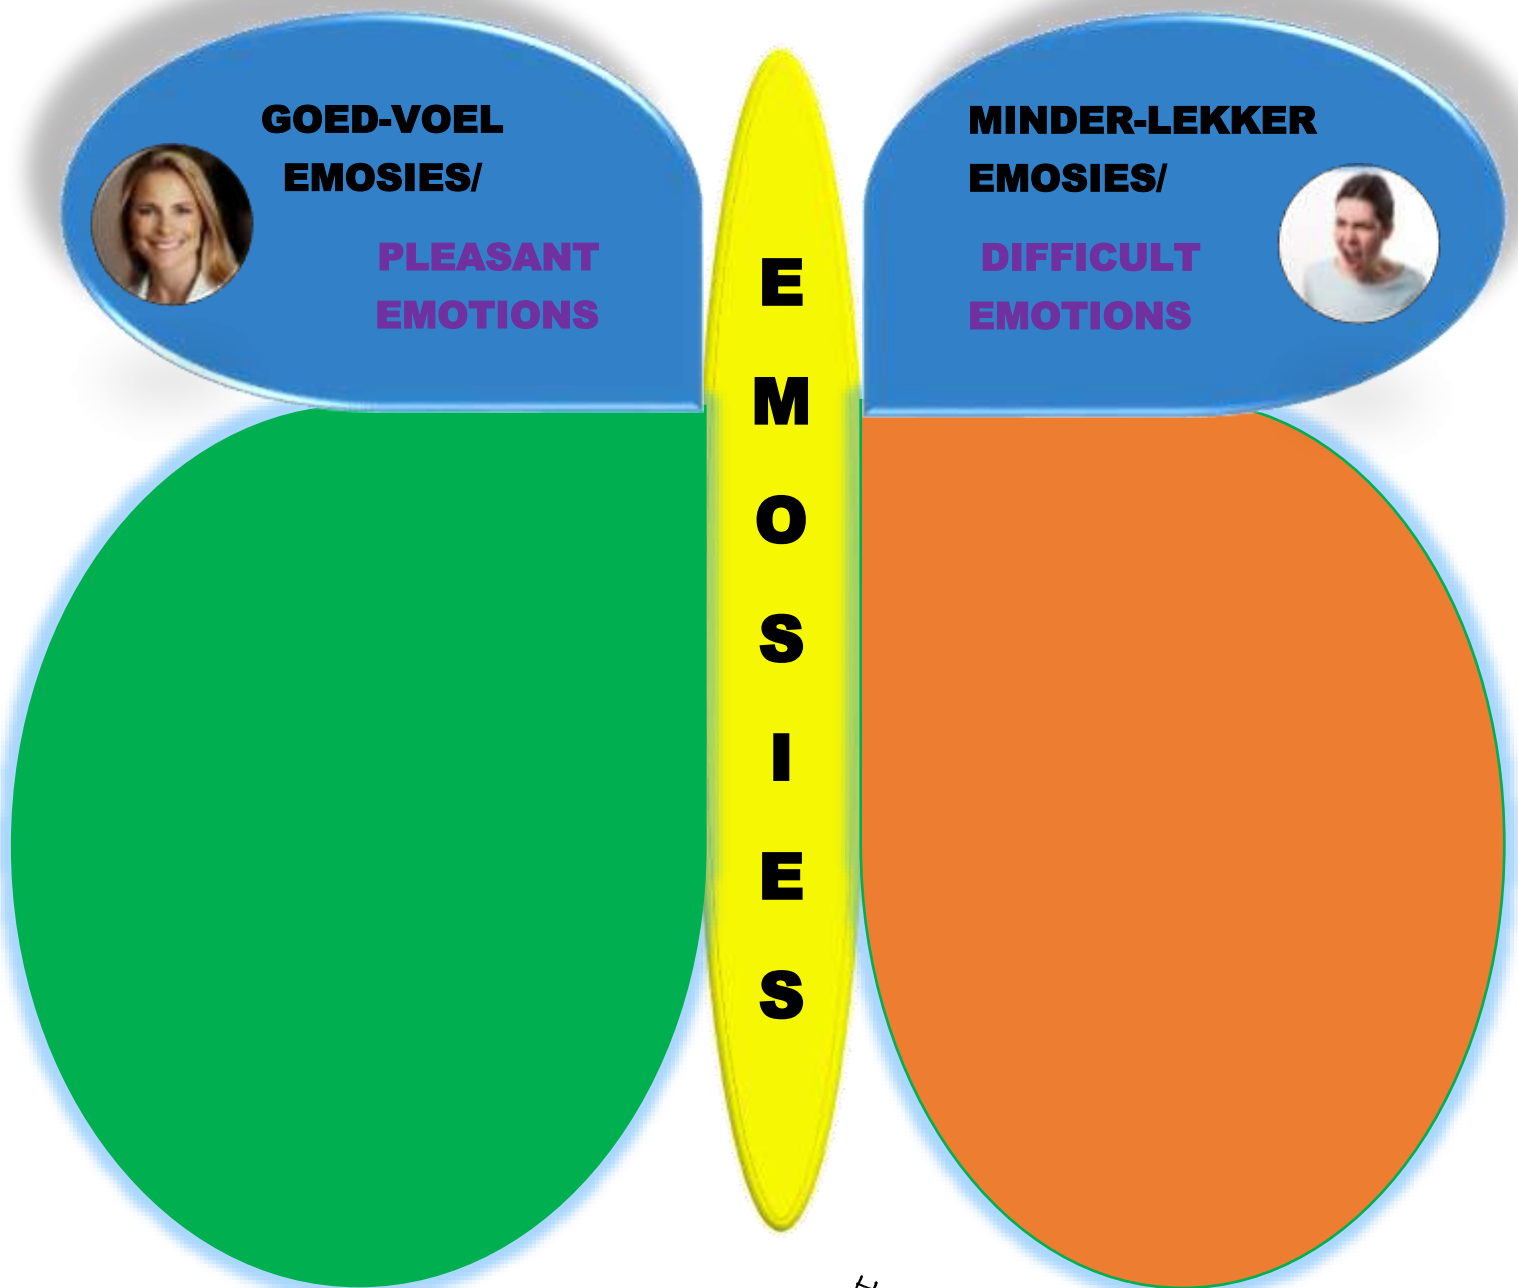 GOED-VOEL
EMOSIES/
PLEASANT
EMOTIONS
E
M
O
S
I
E
S
MINDER-LEKKER
EMOSIES/
DIFFICULT
EMOTIONS